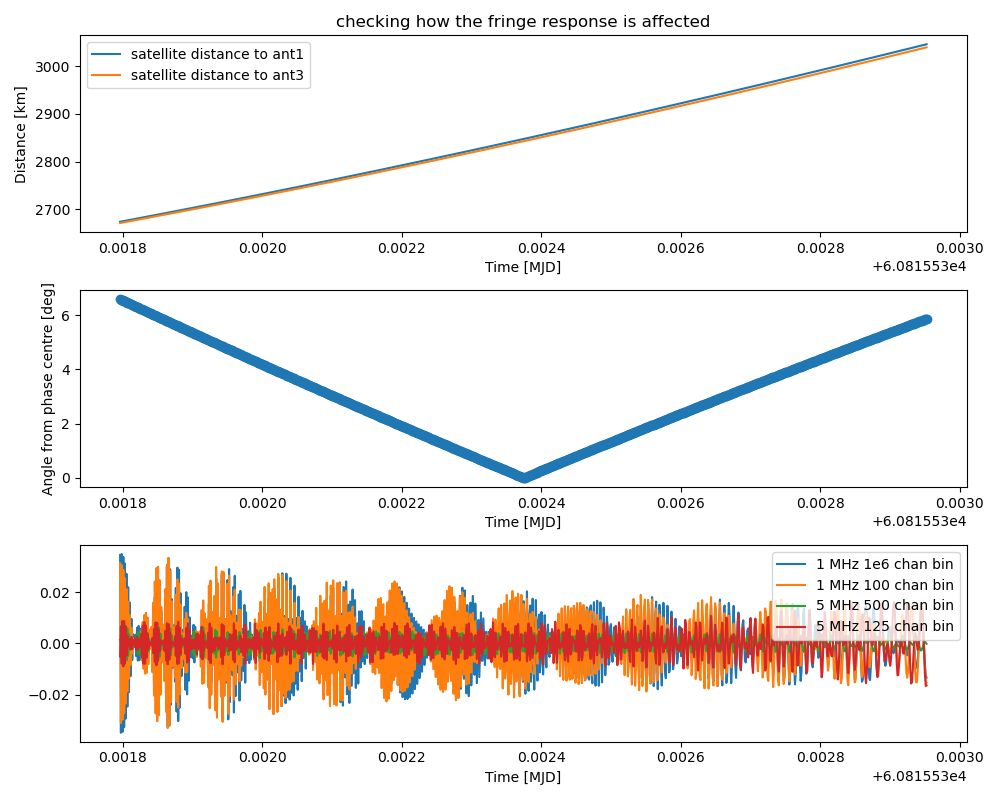 checking how the fringe response is affected
satellite distance to ant1
satellite distance to ant3
Distance [km]
3000
2900
2800
2700
0.0018 0.0020 0.0022 0.0024 0.0026 0.0028 0.0030
Time [MJD]
+6.081553e4
Angle from phase centre [deg]
6
4
2
0
0.0018 0.0020 0.0022 0.0024 0.0026 0.0028 0.0030
Time [MJD]
+6.081553e4
1 MHz 1e6 chan bin
1 MHz 100 chan bin
5 MHz 500 chan bin
5 MHz 125 chan bin
0.02
0.00
−0.02
0.0018 0.0020 0.0022 0.0024 0.0026 0.0028 0.0030
Time [MJD]
+6.081553e4